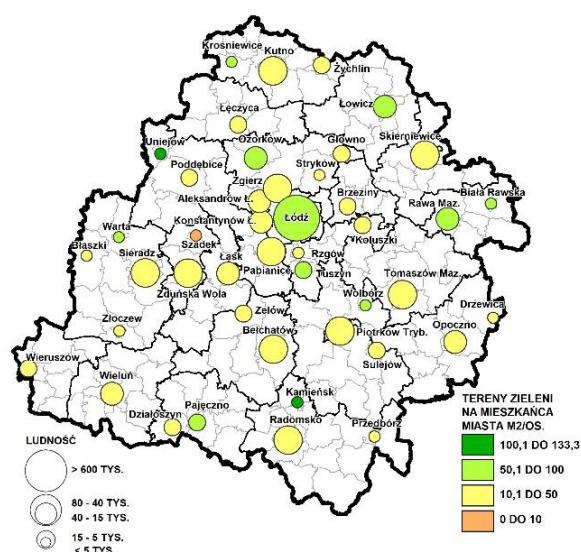 Krośniewice
Kutno
Żychlin
Łęczyca
Łowicz
Uniejów
Ozorków
Głowno
Skierniewice
Poddębice
Stryków
Zgierz
Aleksandrów Ł.
Brzeziny
Rawa Maz.
Biała Rawska
Warta
Konstantynów Ł.
Łódź
Szadek
Koluszki
Błaszki
Sieradz
Łask
Pabianice
Rzgów
Tuszyn
Zduńska Wola
Tomaszów Maz.
Wolbórz
Drzewica
Złoczew
Zelów
Bełchatów
Piotrków Tryb.
Opoczno
Sulejów
Wieruszów
Wieluń
Pajęczno
Kamieńsk
Działoszyn
Radomsko
Przedbórz
LUDNOŚĆ
> 600 TYS.
80 - 40 TYS.
40 - 15 TYS.
15 - 5 TYS.
< 5 TYS.
TERENY ZIELENI
NA MIESZKAŃCA
MIASTA M2/OS.
100,1 DO 133,3
50,1 DO 100
10,1 DO 50
0 DO 10